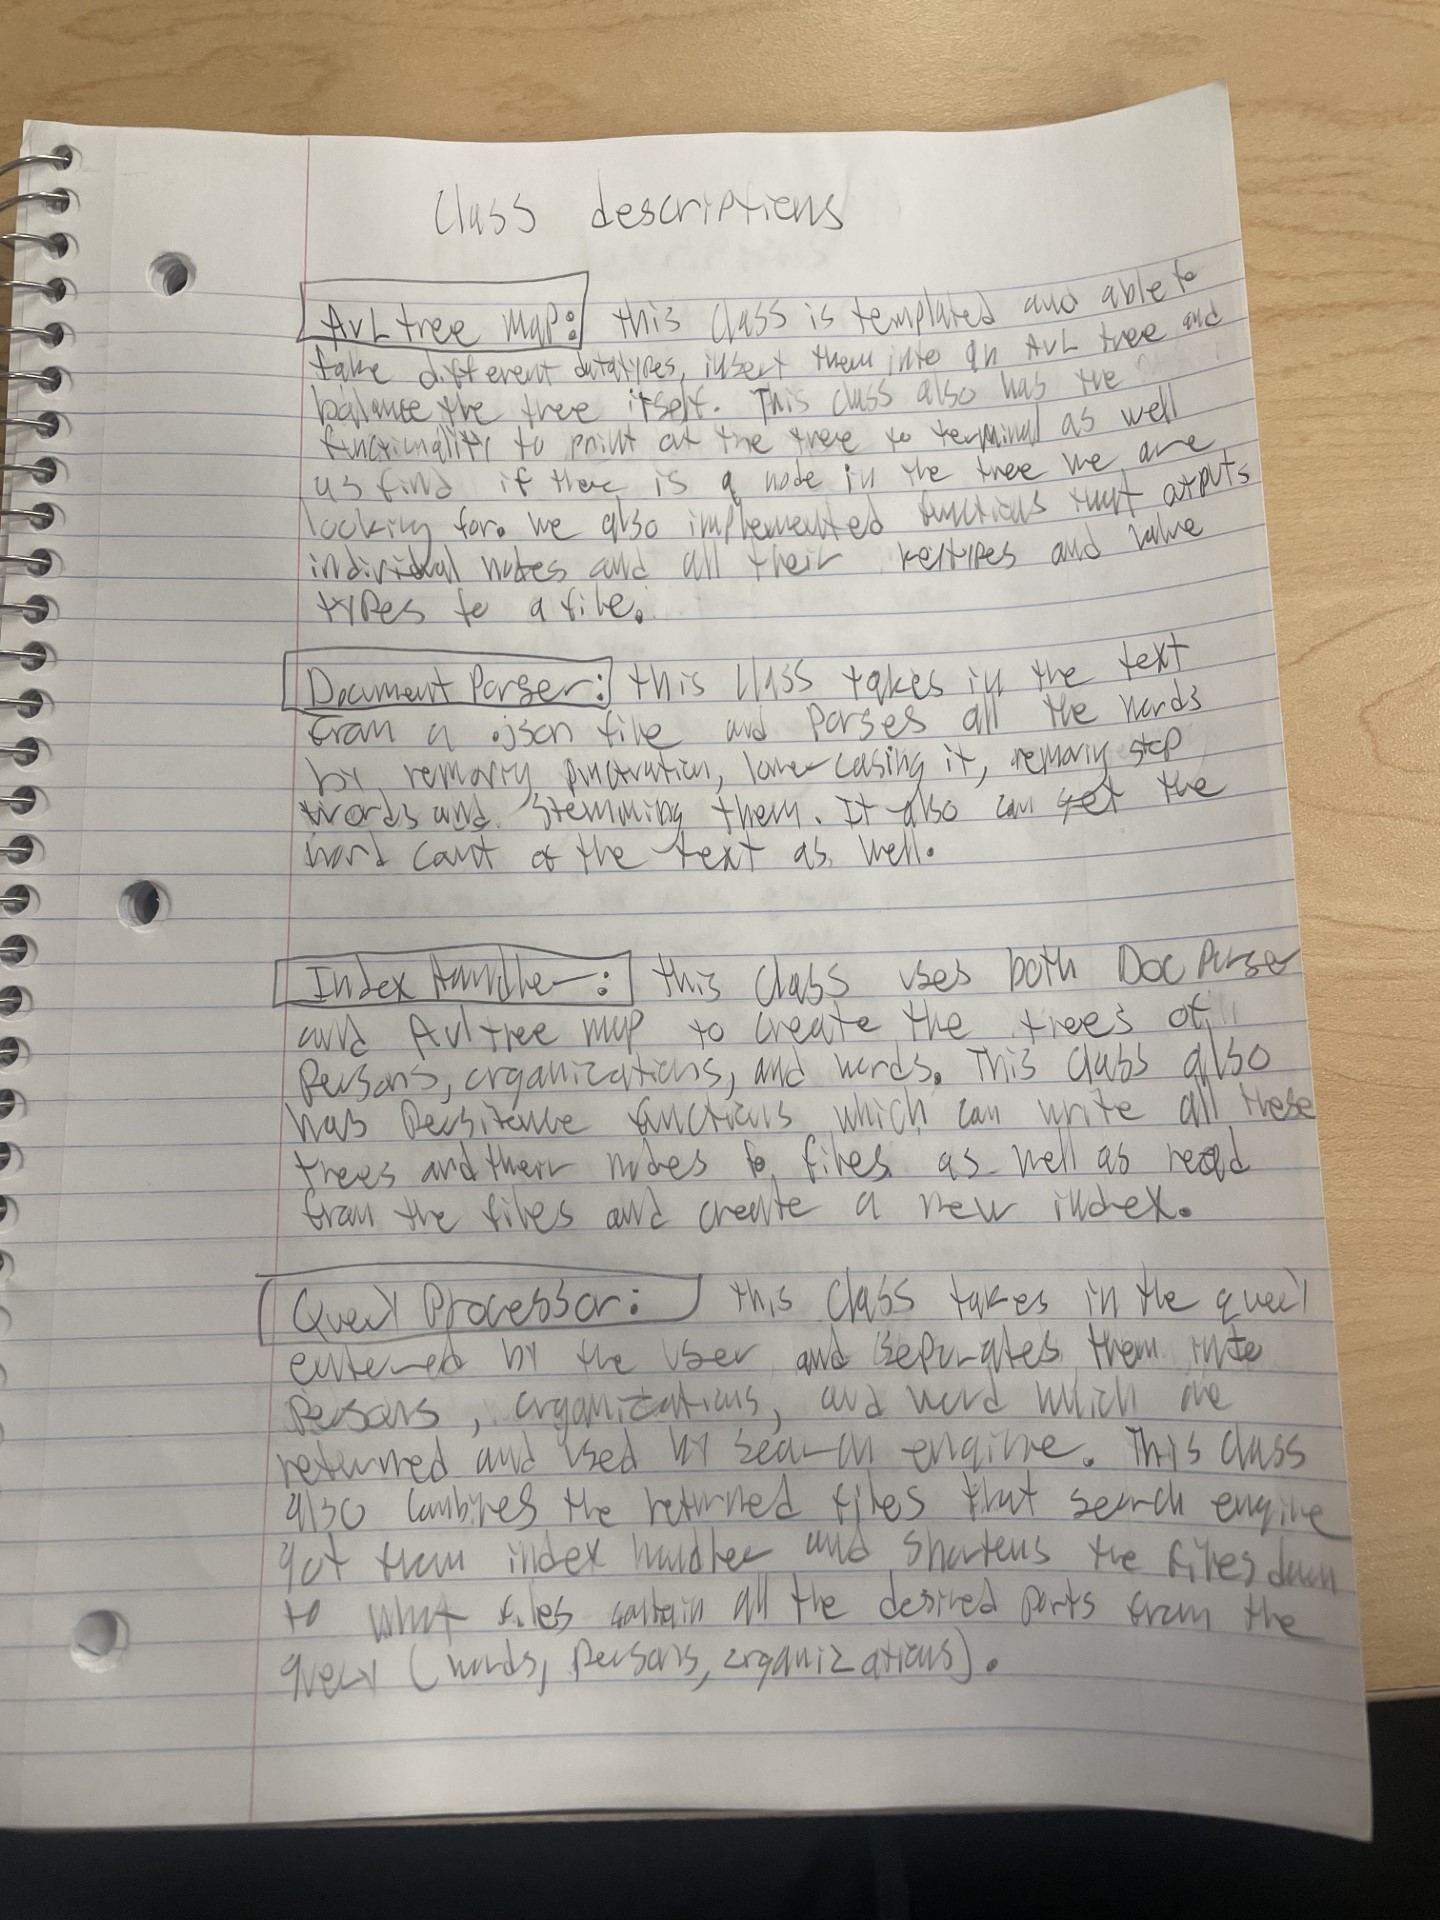 Class descriptions
AVL tree map: this class is templated and able to
take different datatypes, insert them into an AVL tree and
balance the tree itself. This class also has the
functionality to print out the tree to terminal as well
as find if there is a node in the tree we are
looking for. we also implemented functions that outputs
individual nodes and all their keytypes and value
types to a file.
Document Parser: this class takes in the text
from a .json file and parses all the words
by removing punctuation, lower casing it, removing stop
words and stemming them. It also can get the
word count of the text as well.
Index Handler: this class uses both Doc Parser
and Avl tree map to create the trees of
persons, organizations, and words. This class also
has persitence functions which can write all these
trees and their nodes to files as well as read
from the files and create a new index.
Query Processor: this class takes in the query
entered by the user and seperates them into
persons, organizations, and word which are
returned and used by search engine. This class
also combines the returned files that search engine
got from index handler and shortens the files down
to what files contain all the desired parts from the
query (words, persons, organizations).